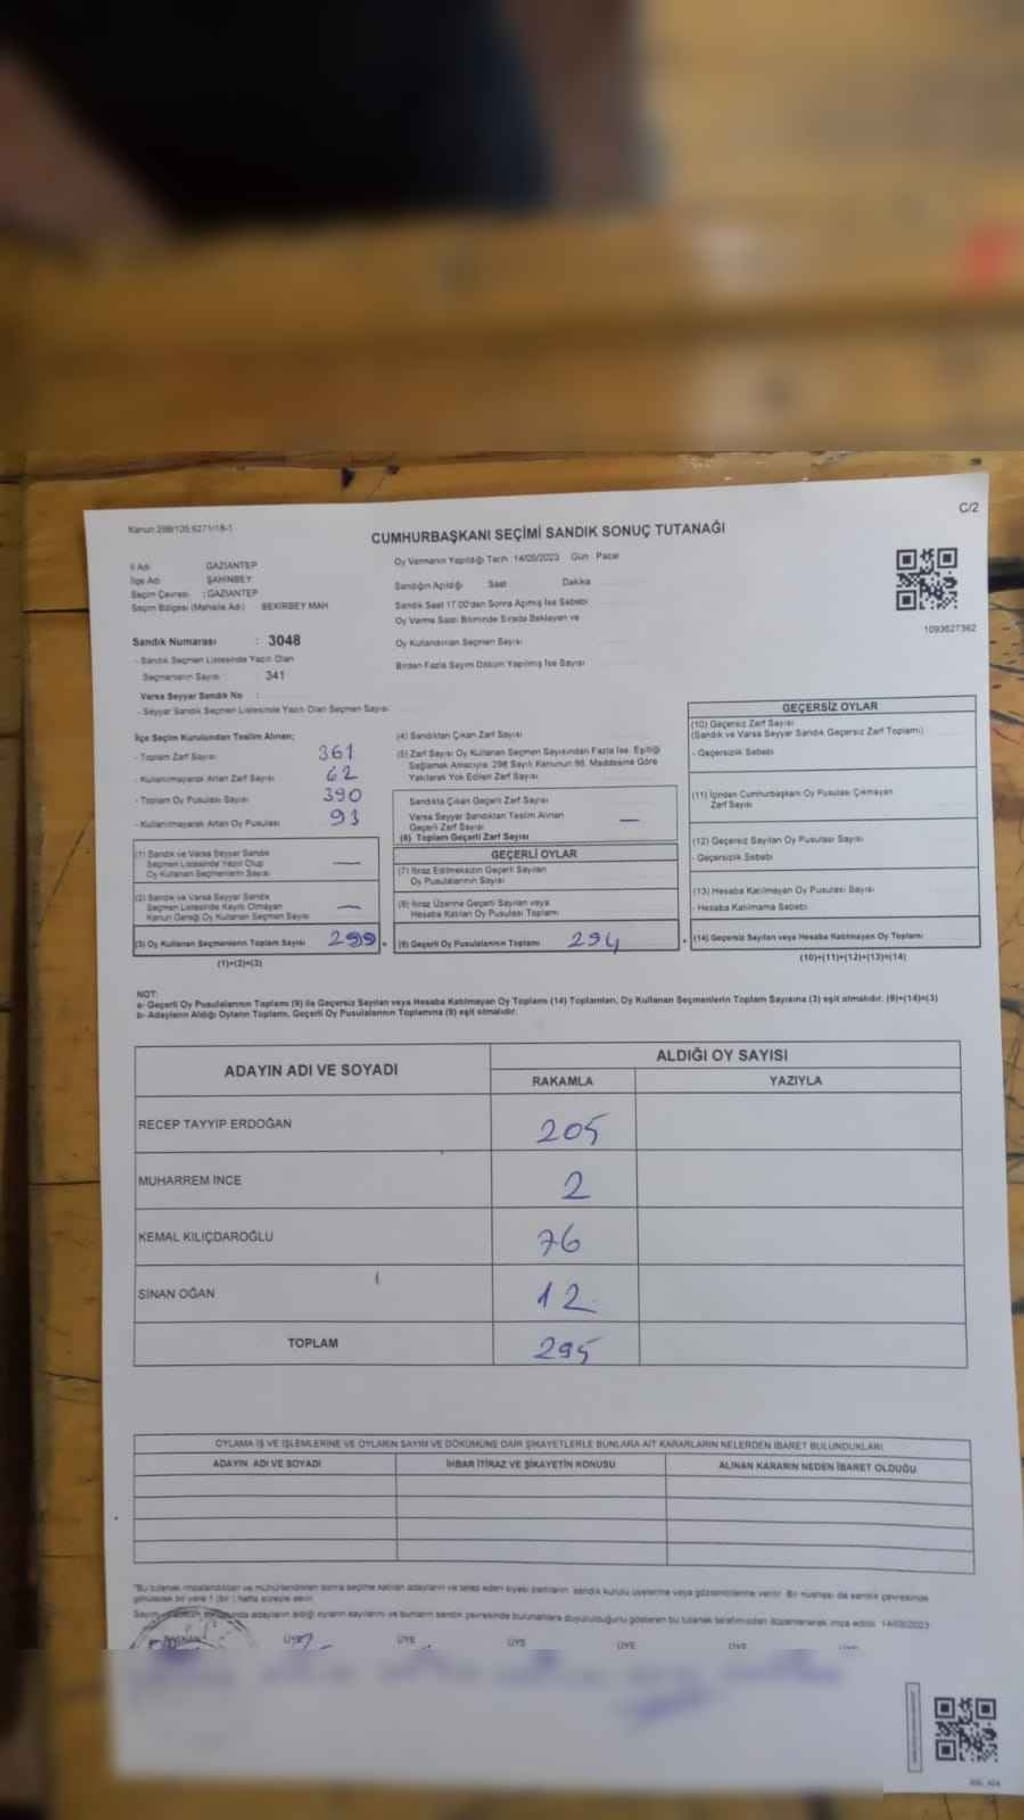 C/2
Kanun 298/105 6271/18-1
CUMHURBAŞKANI SEÇİMİ SANDIK SONUÇ TUTANAĞI
İl Adı GAZİANTEP
İlçe Adı ŞAHİNBEY
Seçim Çevresi : GAZİANTEP
Seçim Bölgesi (Mahalle Adı) BEKİRBEY MAH
Oy Vermenin Yapıldığı Tarih 14/05/2023 Gün Pazar
Sandığın Açıldığı Saat Dakika
Sandık Saat 17.00'den Sonra Açılmış İse Sebebi
Oy Verme Saati Bitiminde Sırada Bekleyen ve
Oy Kullandırılan Seçmen Sayısı
Birden Fazla Sayım Döküm Yapılmış İse Sayısı
1093627362
Sandık Numarası : 3048
- Sandık Seçmen Listesinde Yazılı Olan
Seçmenlerin Sayısı : 341
Varsa Seyyar Sandık No :
- Seyyar Sandık Seçmen Listesinde Yazılı Olan Seçmen Sayısı
İlçe Seçim Kurulundan Teslim Alınan;
- Toplam Zarf Sayısı 361
- Kullanılmayarak Artan Zarf Sayısı 62
- Toplam Oy Pusulası Sayısı 390
- Kullanılmayarak Artan Oy Pusulası 93
(1) Sandık ve Varsa Seyyar Sandık
Seçmen Listesinde Yazılı Olup
Oy Kullanan Seçmenlerin Sayısı —
(2) Sandık ve Varsa Seyyar Sandık
Seçmen Listesinde Kayıtlı Olmayan
Kanun Gereği Oy Kullanan Seçmen Sayısı —
(3) Oy Kullanan Seçmenlerin Toplam Sayısı 299
(1)+(2)=(3)
(4) Sandıktan Çıkan Zarf Sayısı
(5) Zarf Sayısı Oy Kullanan Seçmen Sayısından Fazla İse, Eşitliği
Sağlamak Amacıyla 298 Sayılı Kanunun 98. Maddesine Göre
Yakılarak Yok Edilen Zarf Sayısı
Sandıkta Çıkan Geçerli Zarf Sayısı
Varsa Seyyar Sandıktan Teslim Alınan
Geçerli Zarf Sayısı —
(6) Toplam Geçerli Zarf Sayısı
GEÇERLİ OYLAR
(7) İtiraz Edilmeksizin Geçerli Sayılan
Oy Pusulalarının Sayısı
(8) İtiraz Üzerine Geçerli Sayılan veya
Hesaba Katılan Oy Pusulası Toplamı
(9) Geçerli Oy Pusulalarının Toplamı 294
GEÇERSİZ OYLAR
(10) Geçersiz Zarf Sayısı
(Sandık ve Varsa Seyyar Sandık Geçersiz Zarf Toplamı)
- Geçersizlik Sebebi
(11) İçinden Cumhurbaşkanı Oy Pusulası Çıkmayan
Zarf Sayısı
(12) Geçersiz Sayılan Oy Pusulası Sayısı
- Geçersizlik Sebebi
(13) Hesaba Katılmayan Oy Pusulası Sayısı
- Hesaba Katılmama Sebebi
(14) Geçersiz Sayılan veya Hesaba Katılmayan Oy Toplamı
(10)+(11)+(12)+(13)=(14)
NOT:
a- Geçerli Oy Pusulalarının Toplamı (9) ile Geçersiz Sayılan veya Hesaba Katılmayan Oy Toplamı (14) Toplamları, Oy Kullanan Seçmenlerin Toplam Sayısına (3) eşit olmalıdır. (9)+(14)=(3)
b- Adayların Aldığı Oyların Toplamı, Geçerli Oy Pusulalarının Toplamına (9) eşit olmalıdır.
ADAYIN ADI VE SOYADI
ALDIĞI OY SAYISI
RAKAMLA YAZIYLA
RECEP TAYYİP ERDOĞAN 205
MUHARREM İNCE 2
KEMAL KILIÇDAROĞLU 76
SİNAN OĞAN 12
TOPLAM 295
OYLAMA İŞ VE İŞLEMLERİNE VE OYLARIN SAYIM VE DÖKÜMÜNE DAİR ŞİKAYETLERLE BUNLARA AİT KARARLARIN NELERDEN İBARET BULUNDUKLARI
ADAYIN ADI VE SOYADI İHBAR İTİRAZ VE ŞİKAYETİN KONUSU ALINAN KARARIN NEDEN İBARET OLDUĞU
ÜYE ÜYE ÜYE ÜYE ÜYE